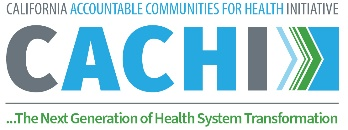 CALIFORNIA ACCOUNTABLE COMMUNITIES FOR HEALTH INITIATIVE
CACHI
...The Next Generation of Health System Transformation